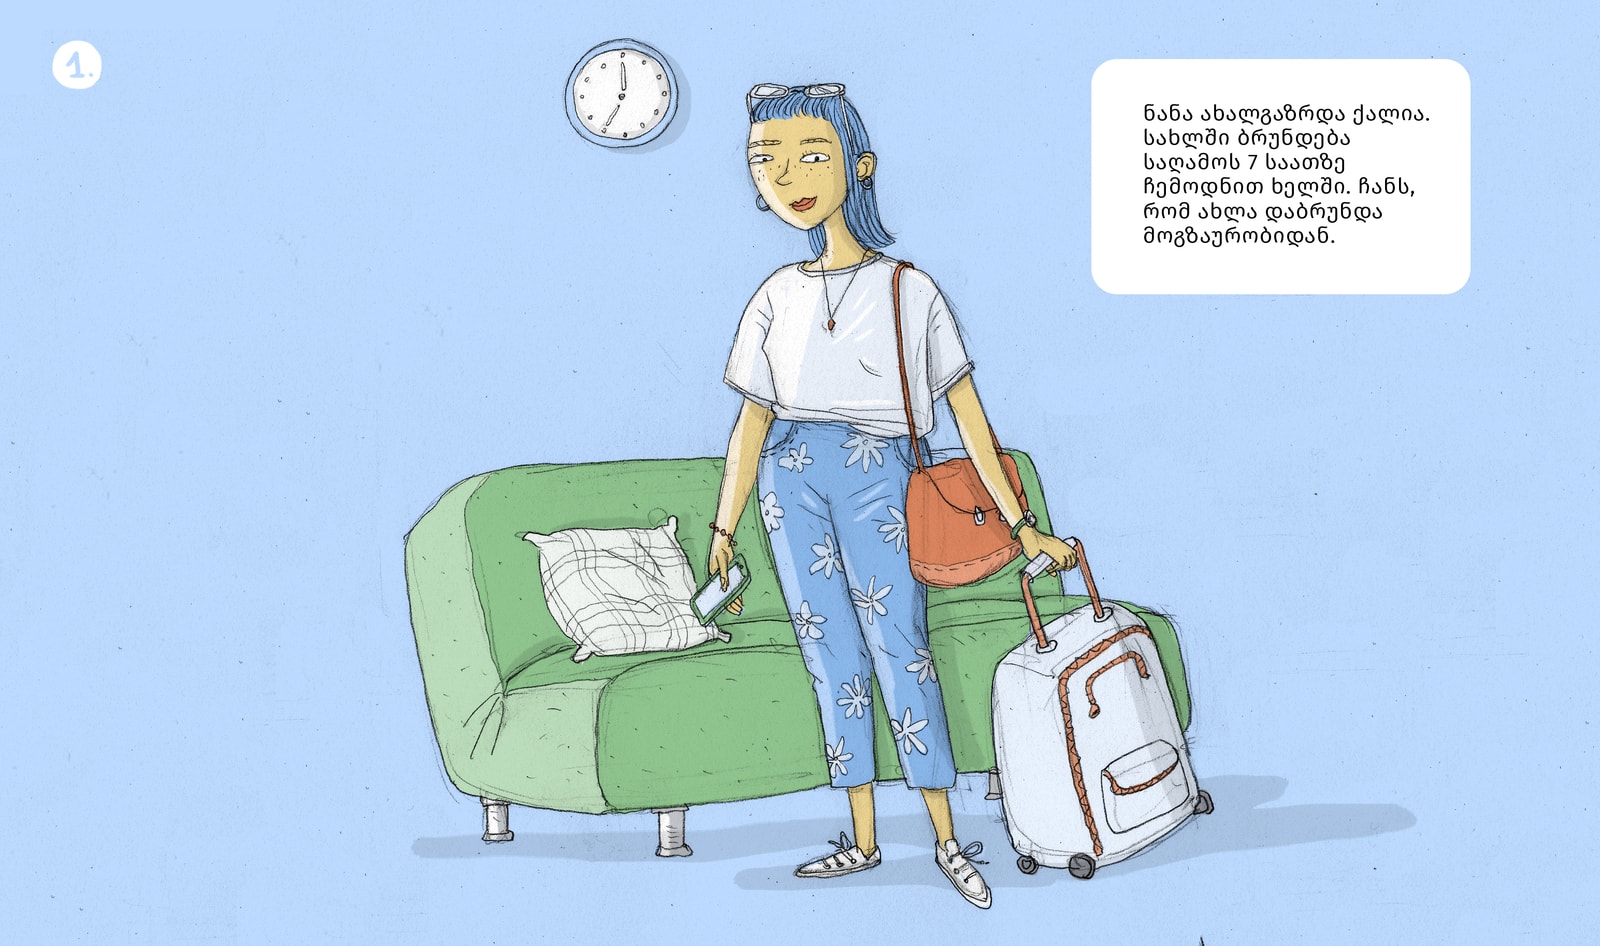 1.
ნანა ახალგაზრდა ქალია.
სახლში ბრუნდება
საღამოს 7 საათზე
ჩემოდნით ხელში. ჩანს,
რომ ახლა დაბრუნდა
მოგზაურობიდან.